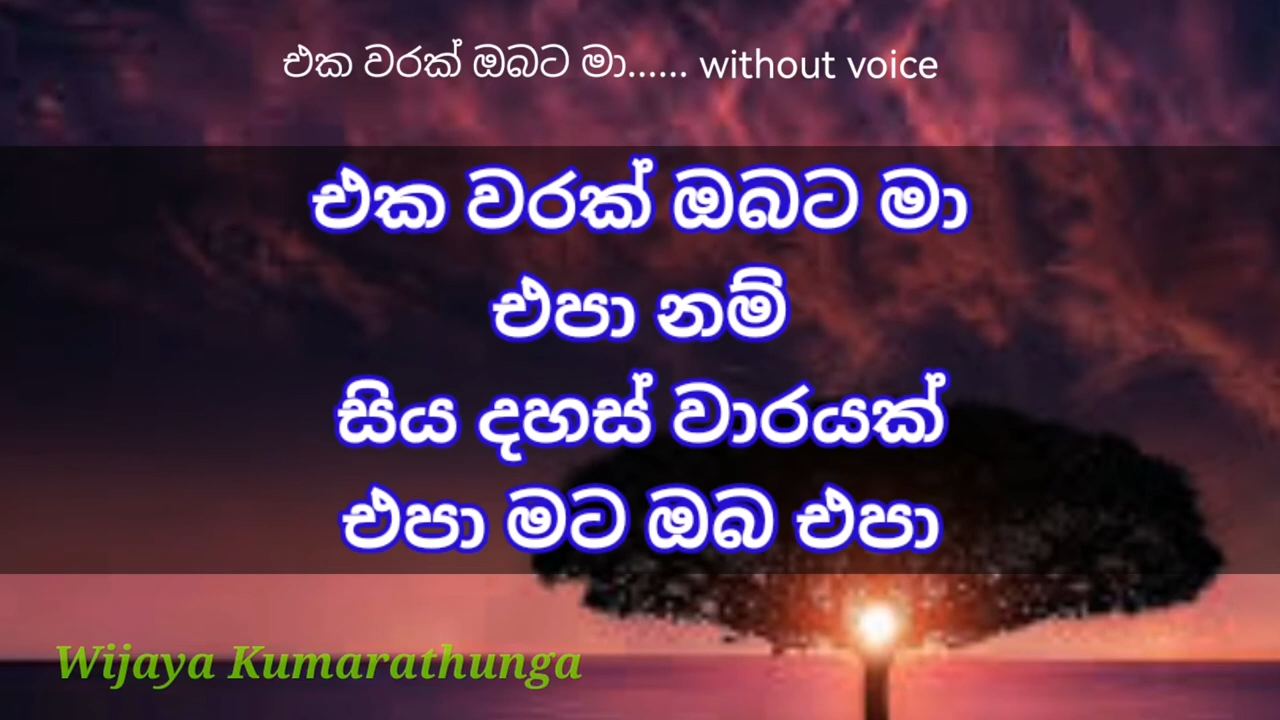 එක වරක් ඔබට මා...... without voice
එක වරක් ඔබට මා
එපා නම්
සිය දහස් වාරයක්
එපා මට ඔබ එපා
Wijaya Kumarathunga